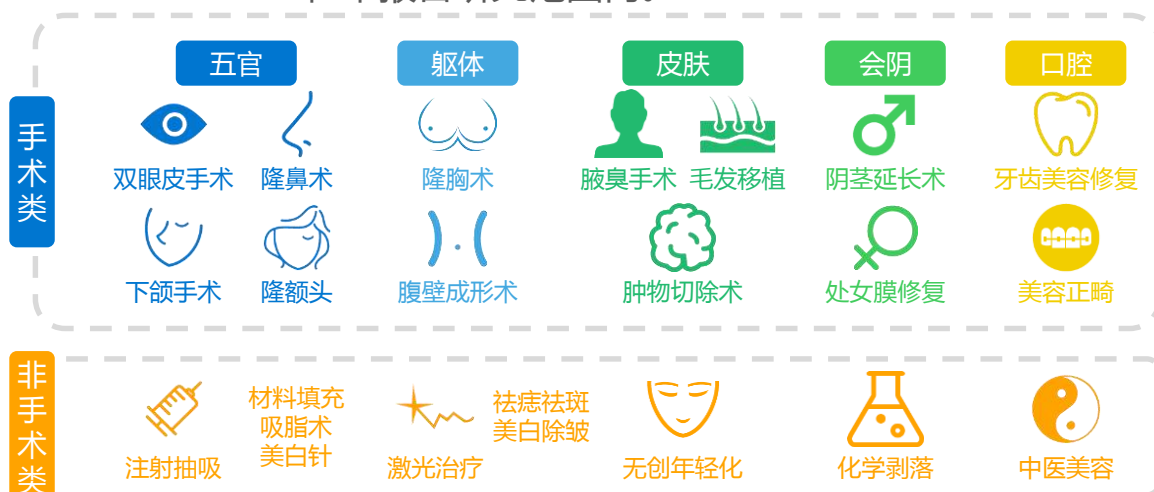 手术类
五官
躯体
皮肤
会阴
口腔
双眼皮手术
隆鼻术
隆胸术
腋臭手术
毛发移植
阴茎延长术
牙齿美容修复
下颌手术
隆额头
腹壁成形术
肿物切除术
处女膜修复
美容正畸
非手术类
材料填充
吸脂术
美白针
祛痣祛斑
美白除皱
注射抽吸
激光治疗
无创年轻化
化学剥落
中医美容